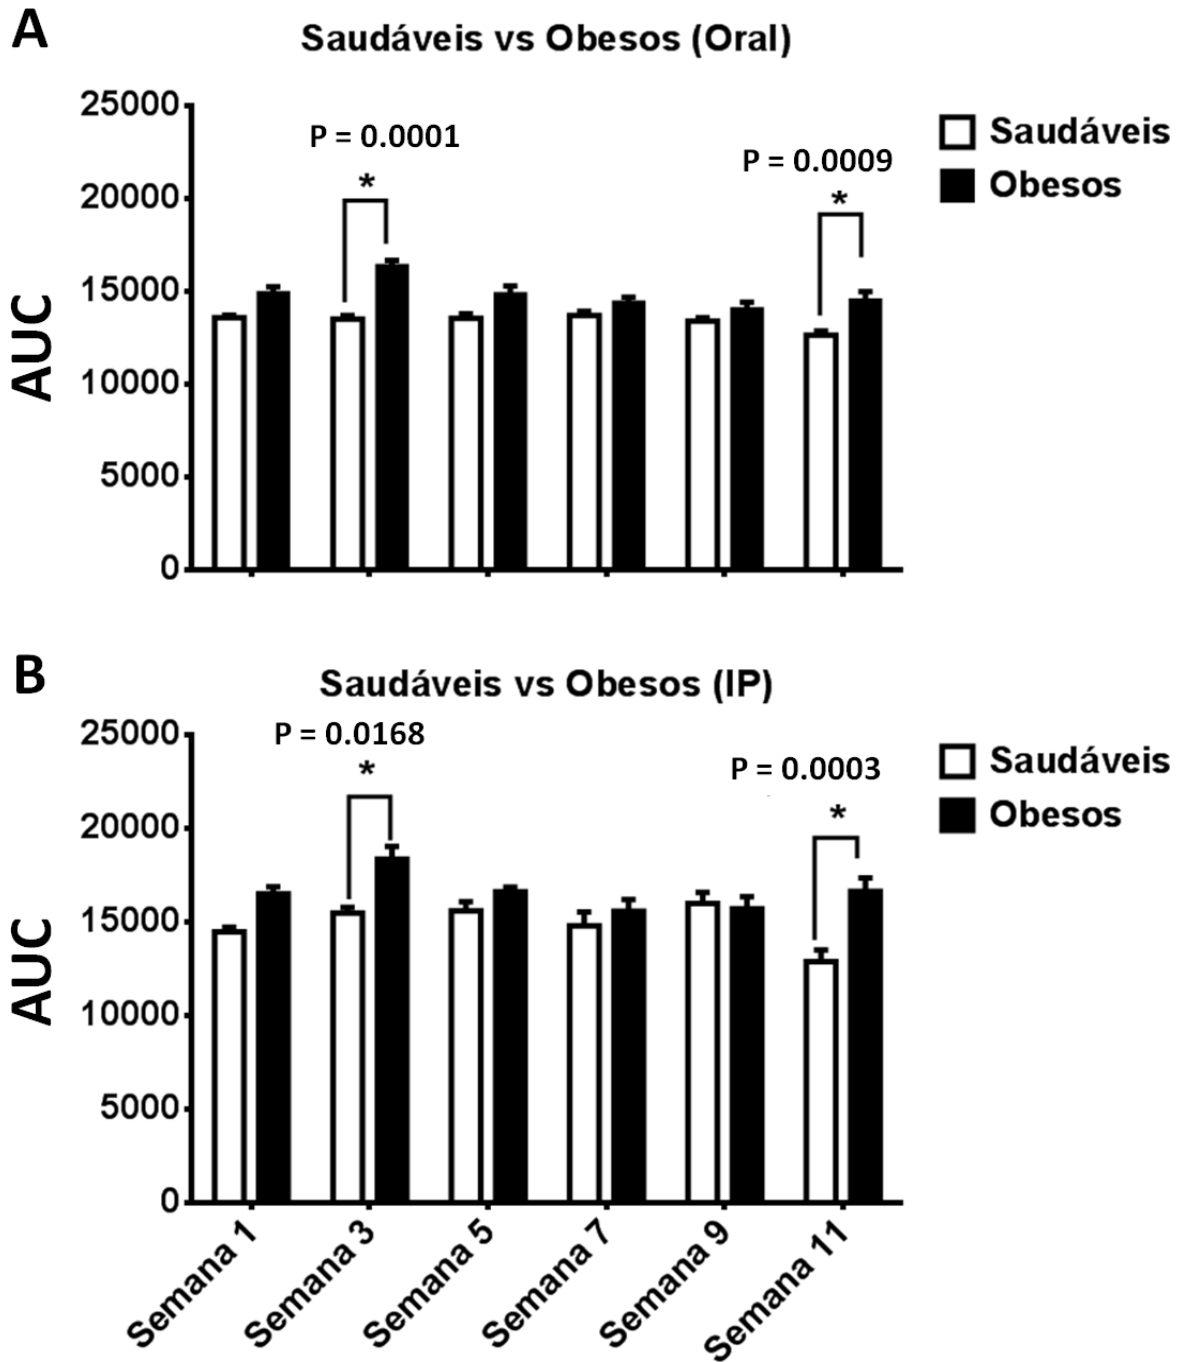 A
Saudáveis vs Obesos (Oral)
25000
20000
15000
10000
5000
0
AUC
P = 0.0001
*
P = 0.0009
*
Saudáveis
Obesos
B
Saudáveis vs Obesos (IP)
25000
20000
15000
10000
5000
0
AUC
P = 0.0168
*
P = 0.0003
*
Saudáveis
Obesos
Semana 1
Semana 3
Semana 5
Semana 7
Semana 9
Semana 11